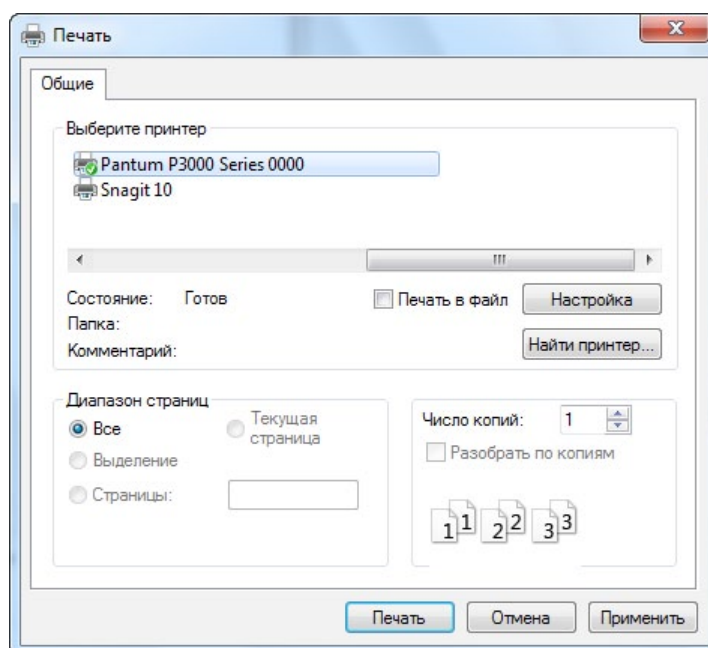 Печать
Общие
Выберите принтер
Pantum P3000 Series 0000
Snagit 10
Состояние: Готов
Печать в файл
Настройка
Папка:
Комментарий:
Найти принтер...
Диапазон страниц
Все
Текущая
страница
Выделение
Страницы:
Число копий: 1
Разобрать по копиям
1 1 2 2 3 3
Печать Отмена Применить